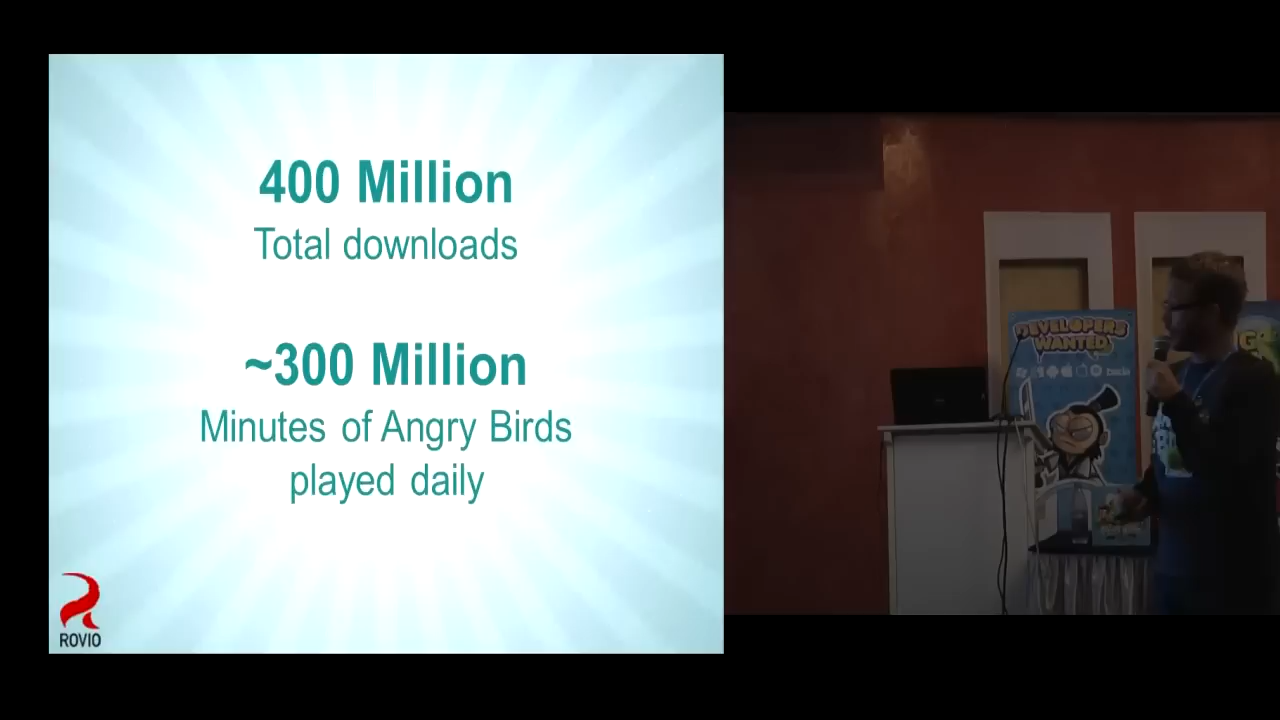 400 Million
Total downloads
~300 Million
Minutes of Angry Birds
played daily
ROVIO
DEVELOPERS
WANTED